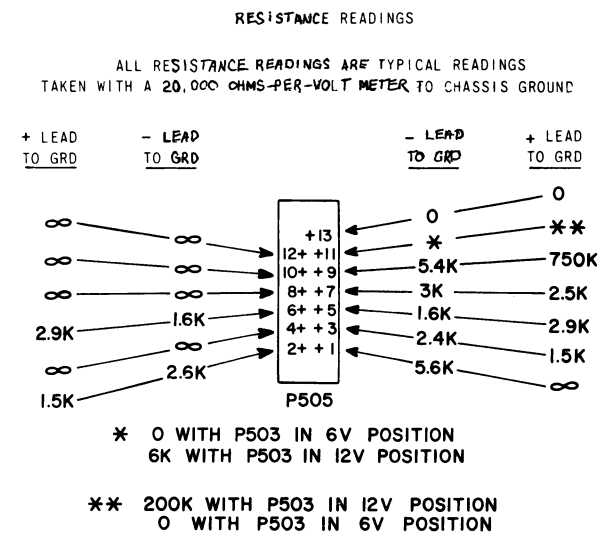 RESISTANCE READINGS
ALL RESISTANCE READINGS ARE TYPICAL READINGS
TAKEN WITH A 20,000 OHMS-PER-VOLT METER TO CHASSIS GROUND
+ LEAD − LEAD − LEAD + LEAD
TO GRD TO GRD TO GRD TO GRD
0
∞ 0 **
∞ +13 *
∞ ∞ 12+ +11 5.4K 750K
∞ ∞ 10+ +9 3K 2.5K
2.9K 1.6K 8+ +7 1.6K 2.9K
∞ ∞ 6+ +5 2.4K 1.5K
1.5K 2.6K 4+ +3 5.6K ∞
2+ +1
P505
* 0 WITH P503 IN 6V POSITION
6K WITH P503 IN 12V POSITION
** 200K WITH P503 IN 12V POSITION
0 WITH P503 IN 6V POSITION